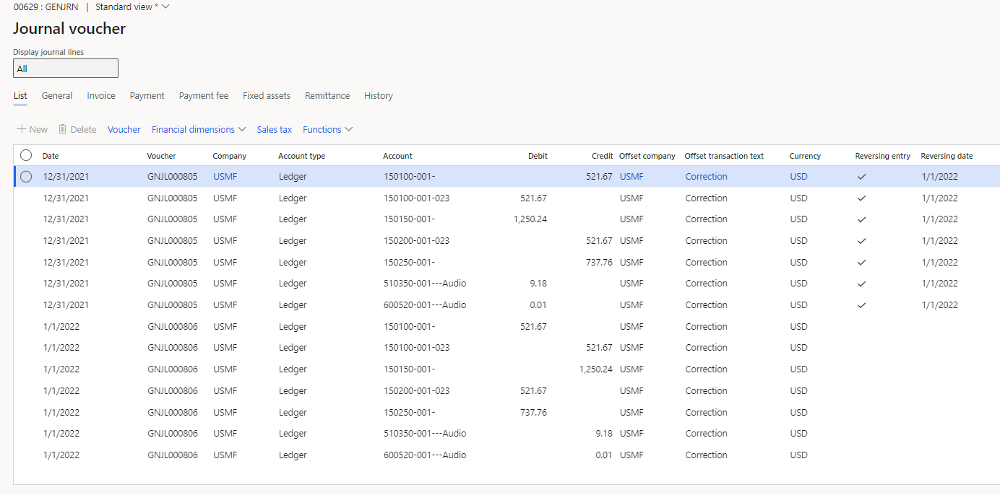 00629 : GENJRN | Standard view *
Journal voucher
Display journal lines
All
List General Invoice Payment Payment fee Fixed assets Remittance History
New Delete Voucher Financial dimensions Sales tax Functions
Date Voucher Company Account type Account Debit Credit Offset company Offset transaction text Currency Reversing entry Reversing date
12/31/2021 GNJL000805 USMF Ledger 150100-001- 521.67 USMF Correction USD 1/1/2022
12/31/2021 GNJL000805 USMF Ledger 150100-001-023 521.67 USMF Correction USD 1/1/2022
12/31/2021 GNJL000805 USMF Ledger 150150-001- 1,250.24 USMF Correction USD 1/1/2022
12/31/2021 GNJL000805 USMF Ledger 150200-001-023 521.67 USMF Correction USD 1/1/2022
12/31/2021 GNJL000805 USMF Ledger 150250-001- 737.76 USMF Correction USD 1/1/2022
12/31/2021 GNJL000805 USMF Ledger 510350-001---Audio 9.18 USMF Correction USD 1/1/2022
12/31/2021 GNJL000805 USMF Ledger 600520-001---Audio 0.01 USMF Correction USD 1/1/2022
1/1/2022 GNJL000806 USMF Ledger 150100-001- 521.67 USMF Correction USD
1/1/2022 GNJL000806 USMF Ledger 150100-001-023 521.67 USMF Correction USD
1/1/2022 GNJL000806 USMF Ledger 150150-001- 1,250.24 USMF Correction USD
1/1/2022 GNJL000806 USMF Ledger 150200-001-023 521.67 USMF Correction USD
1/1/2022 GNJL000806 USMF Ledger 150250-001- 737.76 USMF Correction USD
1/1/2022 GNJL000806 USMF Ledger 510350-001---Audio 9.18 USMF Correction USD
1/1/2022 GNJL000806 USMF Ledger 600520-001---Audio 0.01 USMF Correction USD